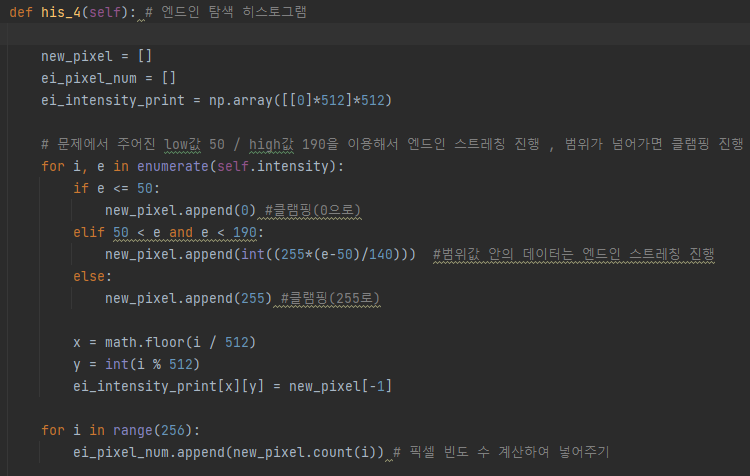 def his_4(self): # 엔드인 탐색 히스토그램
new_pixel = []
ei_pixel_num = []
ei_intensity_print = np.array([[0]*512]*512)
# 문제에서 주어진 low값 50 / high값 190을 이용해서 엔드인 스트레칭 진행 , 범위가 넘어가면 클램핑 진행
for i, e in enumerate(self.intensity):
if e <= 50:
new_pixel.append(0) #클램핑(0으로)
elif 50 < e and e < 190:
new_pixel.append(int((255*(e-50)/140))) #범위값 안의 데이터는 엔드인 스트레칭 진행
else:
new_pixel.append(255) #클램핑(255로)
x = math.floor(i / 512)
y = int(i % 512)
ei_intensity_print[x][y] = new_pixel[-1]
for i in range(256):
ei_pixel_num.append(new_pixel.count(i)) # 픽셀 빈도 수 계산하여 넣어주기